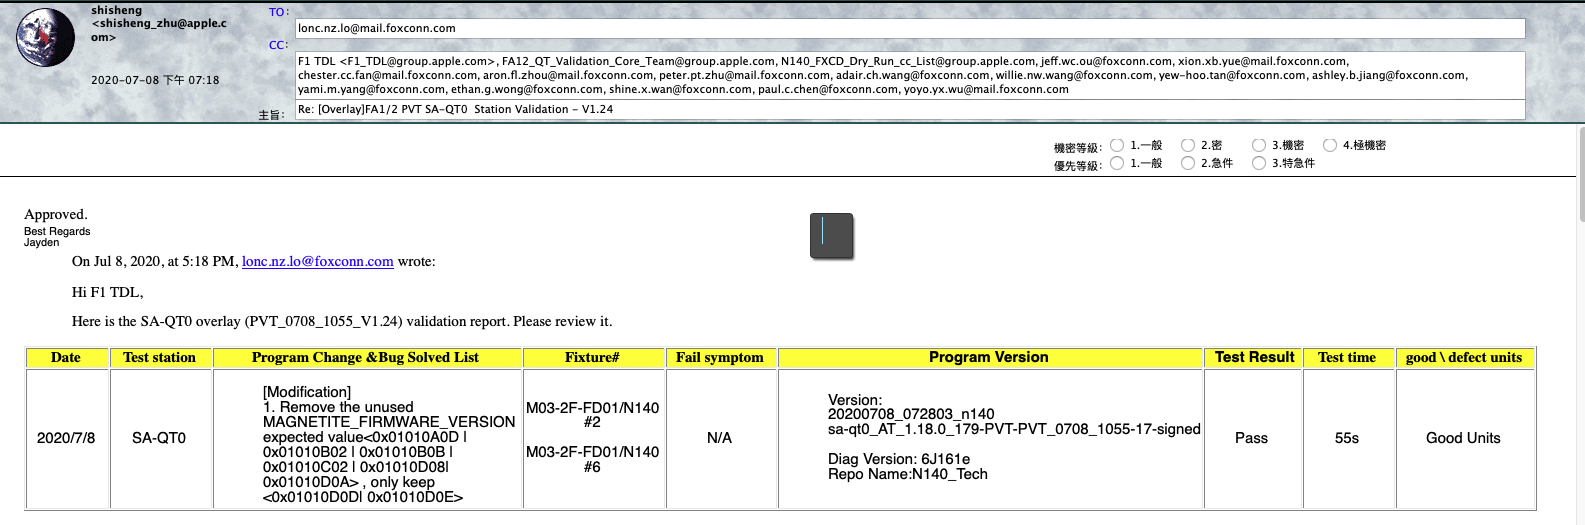 shisheng
<shisheng_zhu@apple.c
om>
2020-07-08 下午 07:18
TO:
lonc.nz.lo@mail.foxconn.com
CC:
F1 TDL <F1_TDL@group.apple.com>, FA12_QT_Validation_Core_Team@group.apple.com, N140_FXCD_Dry_Run_cc_List@group.apple.com, jeff.wc.ou@foxconn.com, xion.xb.yue@mail.foxconn.com,
chester.cc.fan@mail.foxconn.com, aron.fl.zhou@mail.foxconn.com, peter.pt.zhu@mail.foxconn.com, adair.ch.wang@foxconn.com, willie.nw.wang@foxconn.com, yew-hoo.tan@foxconn.com, ashley.b.jiang@foxconn.com,
yami.m.yang@foxconn.com, ethan.g.wong@foxconn.com, shine.x.wan@foxconn.com, paul.c.chen@foxconn.com, yoyo.yx.wu@mail.foxconn.com
主旨: Re: [Overlay]FA1/2 PVT SA-QT0 Station Validation - V1.24
機密等級: 1.一般 2.密 3.機密 4.極機密
優先等級: 1.一般 2.急件 3.特急件
Approved.
Best Regards
Jayden
On Jul 8, 2020, at 5:18 PM, lonc.nz.lo@foxconn.com wrote:
Hi F1 TDL,
Here is the SA-QT0 overlay (PVT_0708_1055_V1.24) validation report. Please review it.
Date Test station Program Change &Bug Solved List Fixture# Fail symptom Program Version Test Result Test time good \ defect units
2020/7/8
SA-QT0
[Modification]
1. Remove the unused
MAGNETITE_FIRMWARE_VERSION
expected value<0x01010A0D |
0x01010B02 | 0x01010B0B |
0x01010C02 | 0x01010D08|
0x01010D0A> , only keep
<0x01010D0D| 0x01010D0E>
M03-2F-FD01/N140
#2
M03-2F-FD01/N140
#6
N/A
Version:
20200708_072803_n140
sa-qt0_AT_1.18.0_179-PVT-PVT_0708_1055-17-signed
Diag Version: 6J161e
Repo Name:N140_Tech
Pass
55s
Good Units